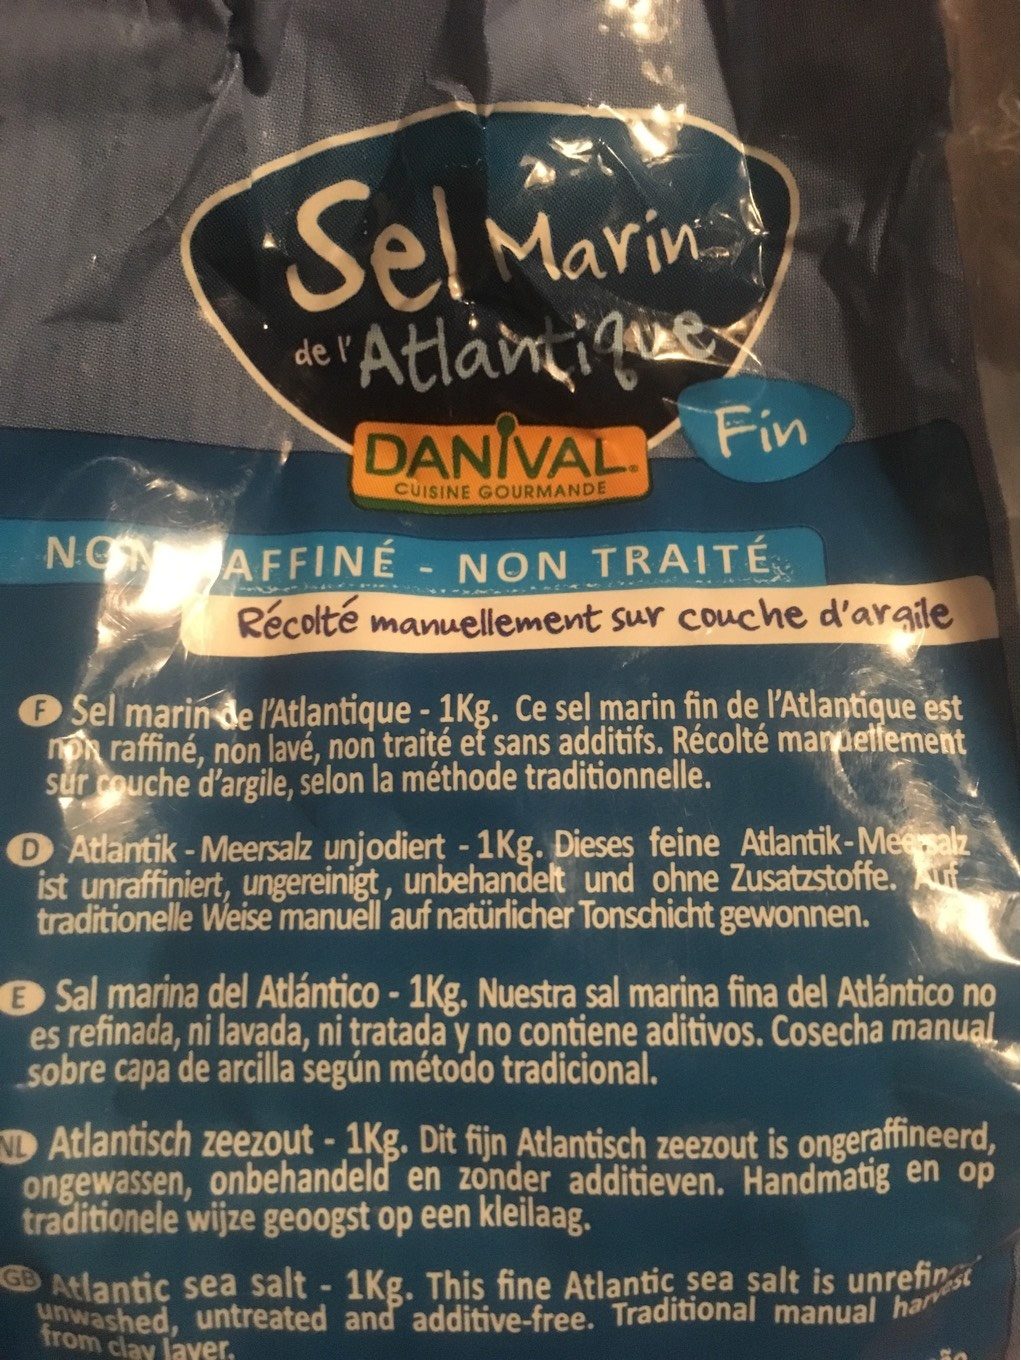 Sel Marin
de l'Atlantique
Fin
DANIVAL®
CUISINE GOURMANDE
NON AFFINÉ - NON TRAITÉ
Récolté manuellement sur couche d'argile
F Sel marin de l'Atlantique - 1Kg. Ce sel marin fin de l'Atlantique est
non raffiné, non lavé, non traité et sans additifs. Récolté manuellement
sur couche d'argile, selon la méthode traditionnelle.
D Atlantik - Meersalz unjodiert - 1Kg. Dieses feine Atlantik-Meersalz
ist unraffiniert, ungereinigt, unbehandelt und ohne Zusatzstoffe. Auf
traditionelle Weise manuell auf natürlicher Tonschicht gewonnen.
E Sal marina del Atlántico - 1Kg. Nuestra sal marina fina del Atlántico no
es refinada, ni lavada, ni tratada y no contiene aditivos. Cosecha manual
sobre capa de arcilla según método tradicional.
NL Atlantisch zeezout - 1Kg. Dit fijn Atlantisch zeezout is ongeraffineerd,
ongewassen, onbehandeld en zonder additieven. Handmatig en op
traditionele wijze geoogst op een kleilaag.
GB Atlantic sea salt - 1Kg. This fine Atlantic sea salt is unrefin
unwashed, untreated and additive-free. Traditional manual harvest
from clay layer.